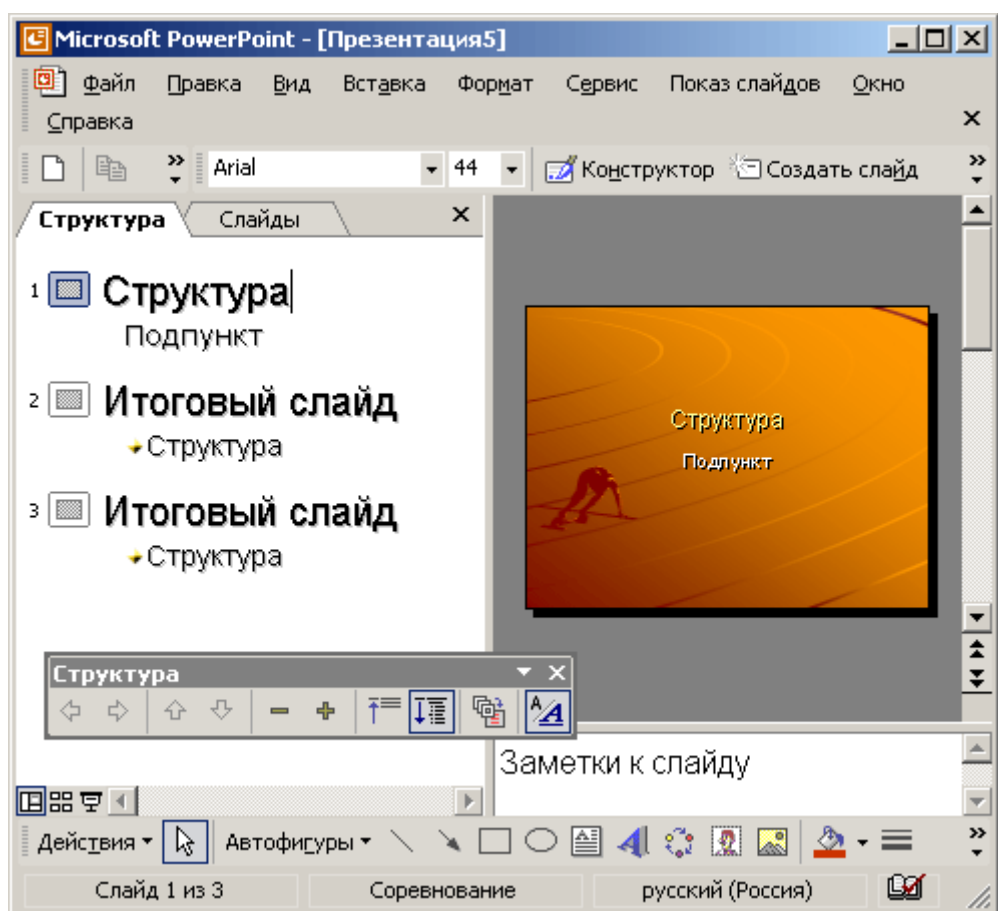 Microsoft PowerPoint - [Презентация5]
Файл Правка Вид Вставка Формат Сервис Показ слайдов Окно
Справка
Arial 44 Конструктор Создать слайд
Структура Слайды
1 Структура
Подпункт
2 Итоговый слайд
Структура
3 Итоговый слайд
Структура
Структура
Подпункт
Структура
Заметки к слайду
Действия Автофигуры
Слайд 1 из 3 Соревнование русский (Россия)